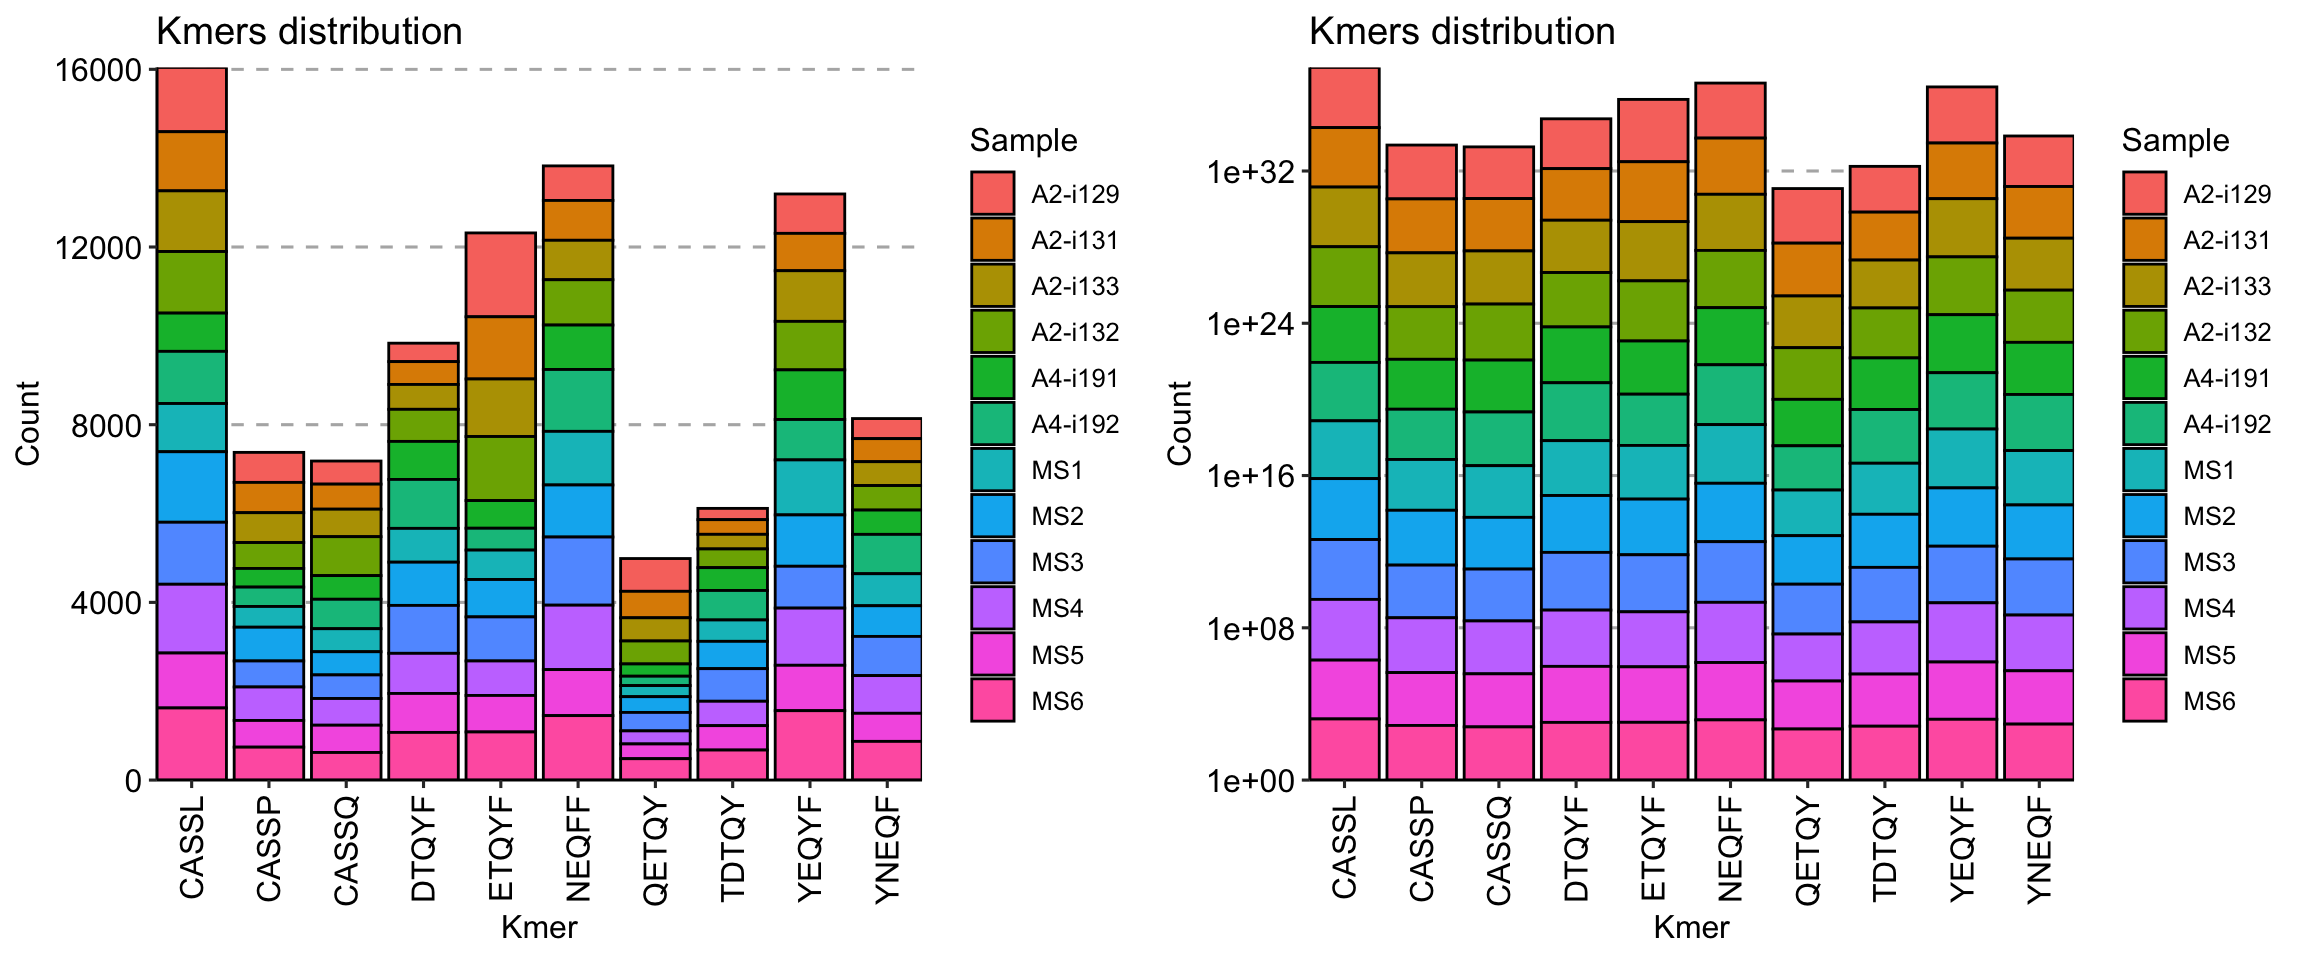 Kmers distribution
16000
12000
8000
4000
0
Count
CASSL
CASSP
CASSQ
DTQYF
ETQYF
NEQFF
QETQY
TDTQY
YEQYF
YNEQF
Kmer
Sample
A2-i129
A2-i131
A2-i133
A2-i132
A4-i191
A4-i192
MS1
MS2
MS3
MS4
MS5
MS6
Kmers distribution
1e+32
1e+24
1e+16
1e+08
1e+00
Count
CASSL
CASSP
CASSQ
DTQYF
ETQYF
NEQFF
QETQY
TDTQY
YEQYF
YNEQF
Kmer
Sample
A2-i129
A2-i131
A2-i133
A2-i132
A4-i191
A4-i192
MS1
MS2
MS3
MS4
MS5
MS6